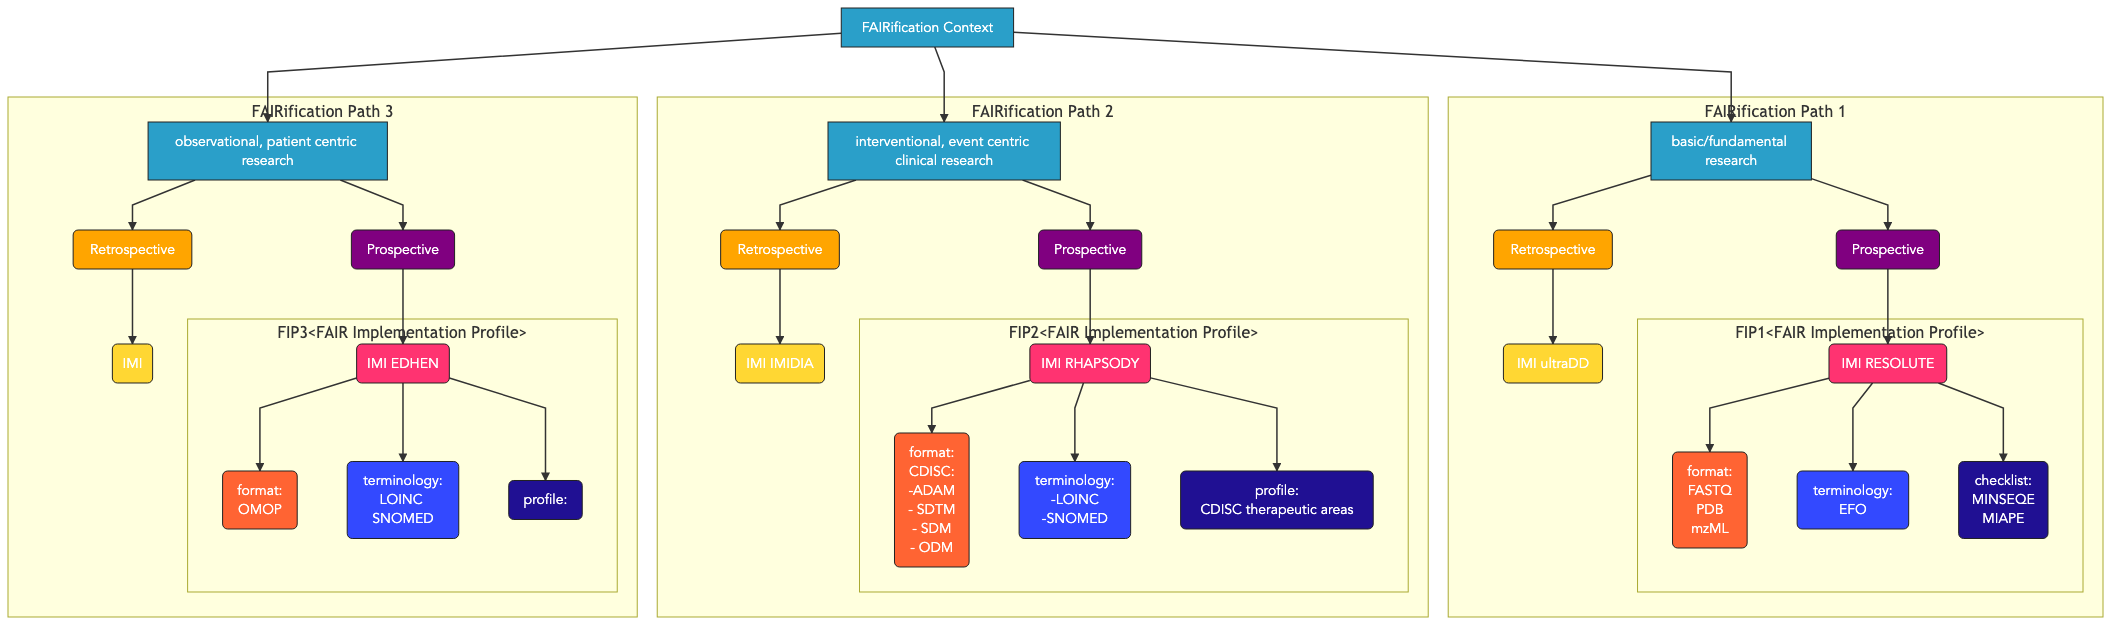 FAIRification Context
FAIRification Path 3
observational, patient centric
research
Retrospective
Prospective
IMI
FIP3<FAIR Implementation Profile>
IMI EDHEN
format:
OMOP
terminology:
LOINC
SNOMED
profile:
FAIRification Path 2
interventional, event centric
clinical research
Retrospective
Prospective
IMI IMIDIA
FIP2<FAIR Implementation Profile>
IMI RHAPSODY
format:
CDISC:
-ADAM
- SDTM
- SDM
- ODM
terminology:
-LOINC
-SNOMED
profile:
CDISC therapeutic areas
FAIRification Path 1
basic/fundamental
research
Retrospective
Prospective
IMI ultraDD
FIP1<FAIR Implementation Profile>
IMI RESOLUTE
format:
FASTQ
PDB
mzML
terminology:
EFO
checklist:
MINSEQE
MIAPE